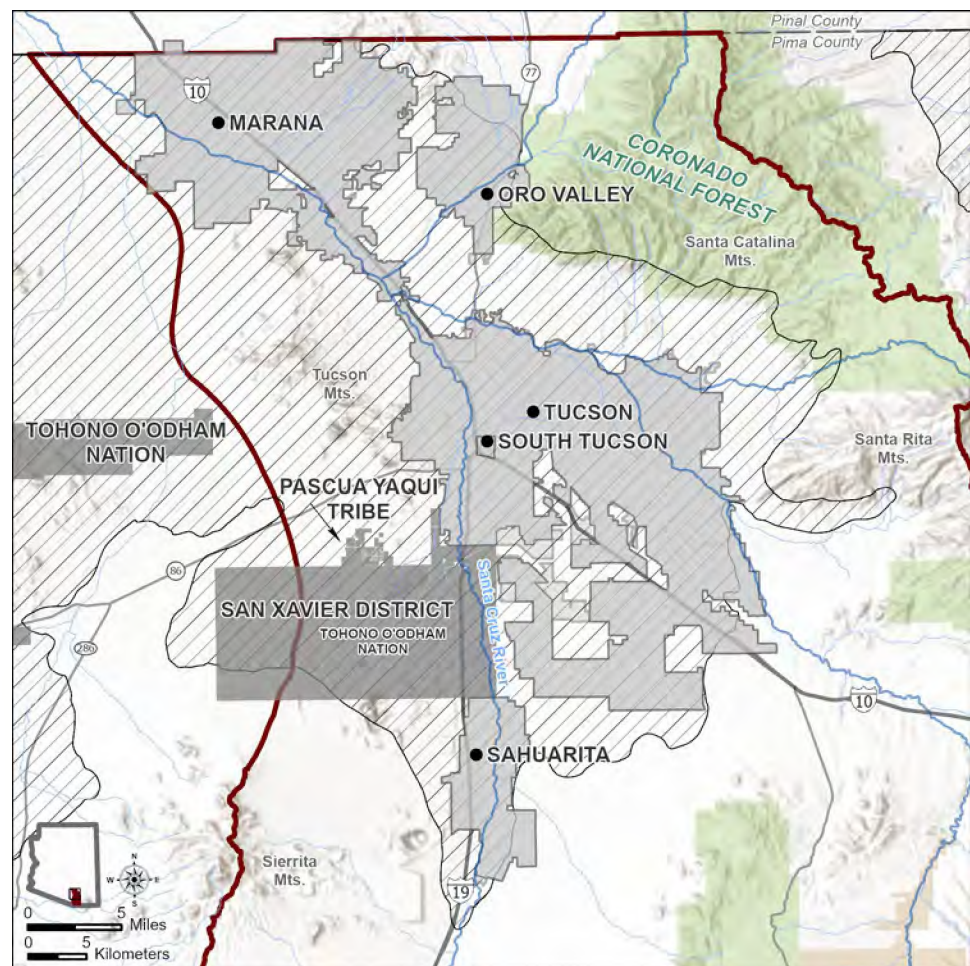 Pinal County
Pima County
77
10
MARANA
CORONADO
NATIONAL FOREST
ORO VALLEY
Santa Catalina
Mts.
Tucson
Mts.
TUCSON
SOUTH TUCSON
TOHONO O'ODHAM
NATION
Santa Rita
Mts.
PASCUA YAQUI
TRIBE
86
SAN XAVIER DISTRICT
TOHONO O'ODHAM
NATION
Santa Cruz River
286
10
SAHUARITA
Sierrita
Mts.
19
N
W
E
S
0 5
Miles
0 5
Kilometers